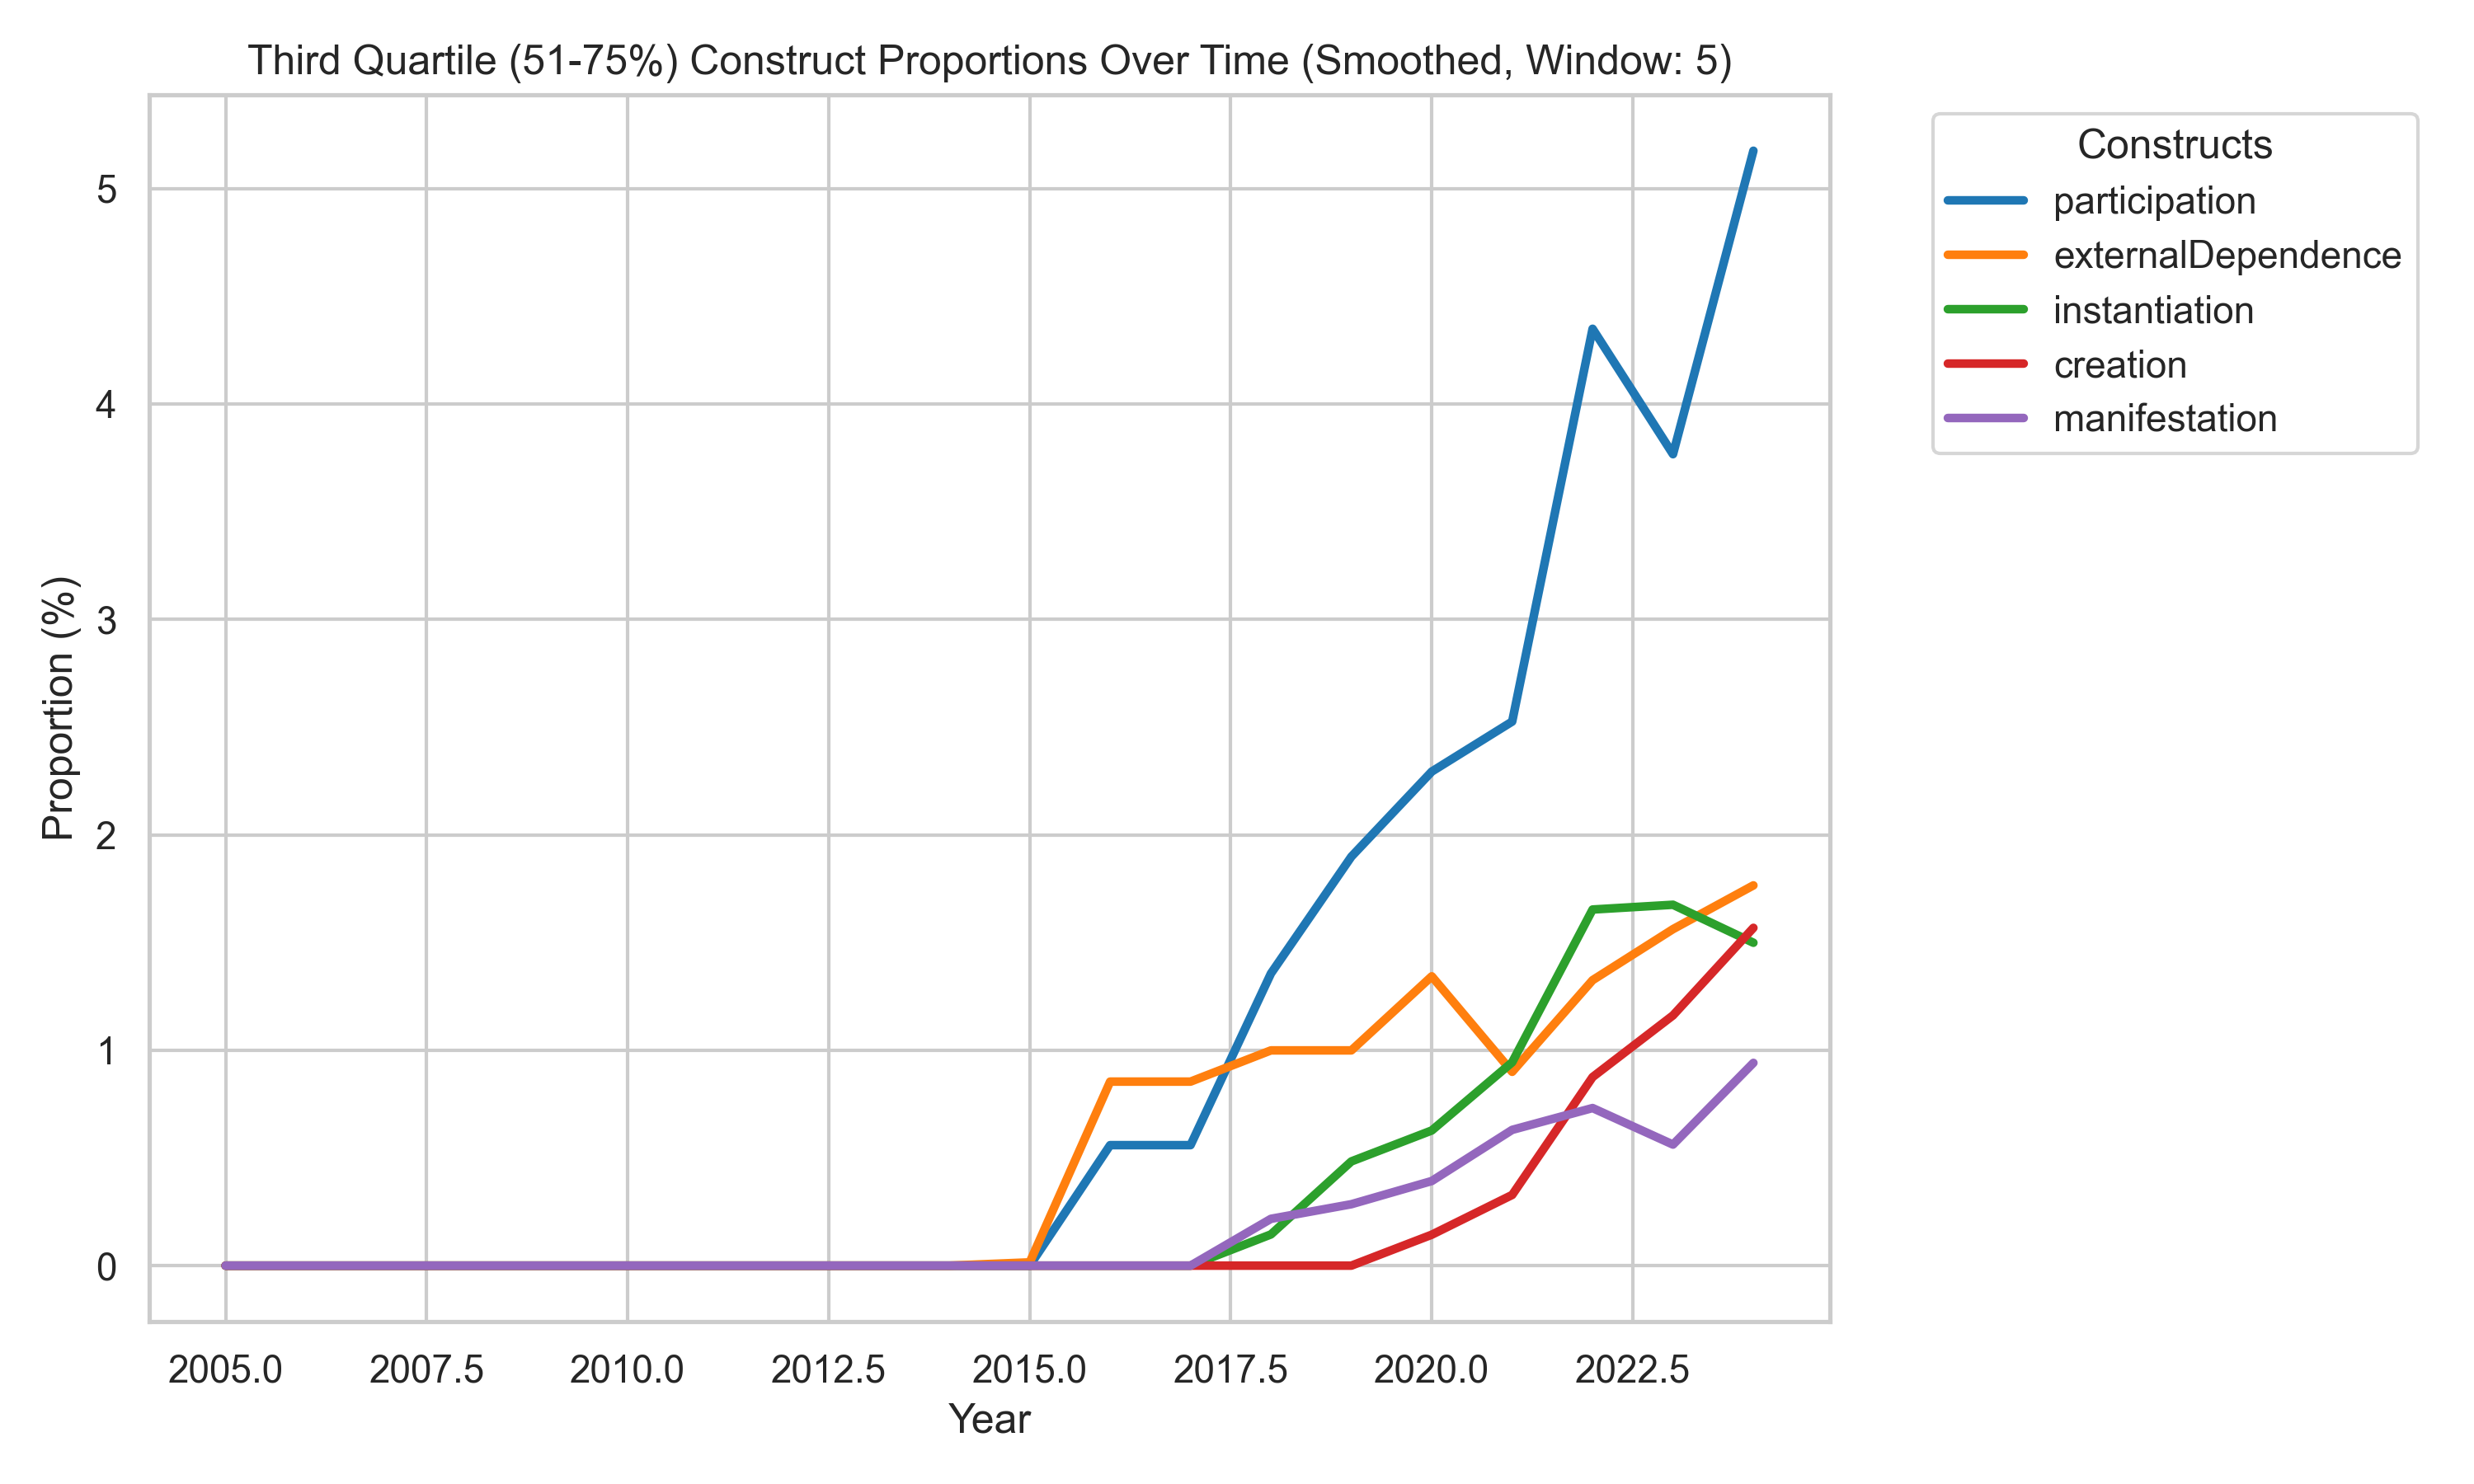 Third Quartile (51-75%) Construct Proportions Over Time (Smoothed, Window: 5)
Constructs
participation
externalDependence
instantiation
creation
manifestation
Proportion (%)
5
4
3
2
1
0
2005.0 2007.5 2010.0 2012.5 2015.0 2017.5 2020.0 2022.5
Year